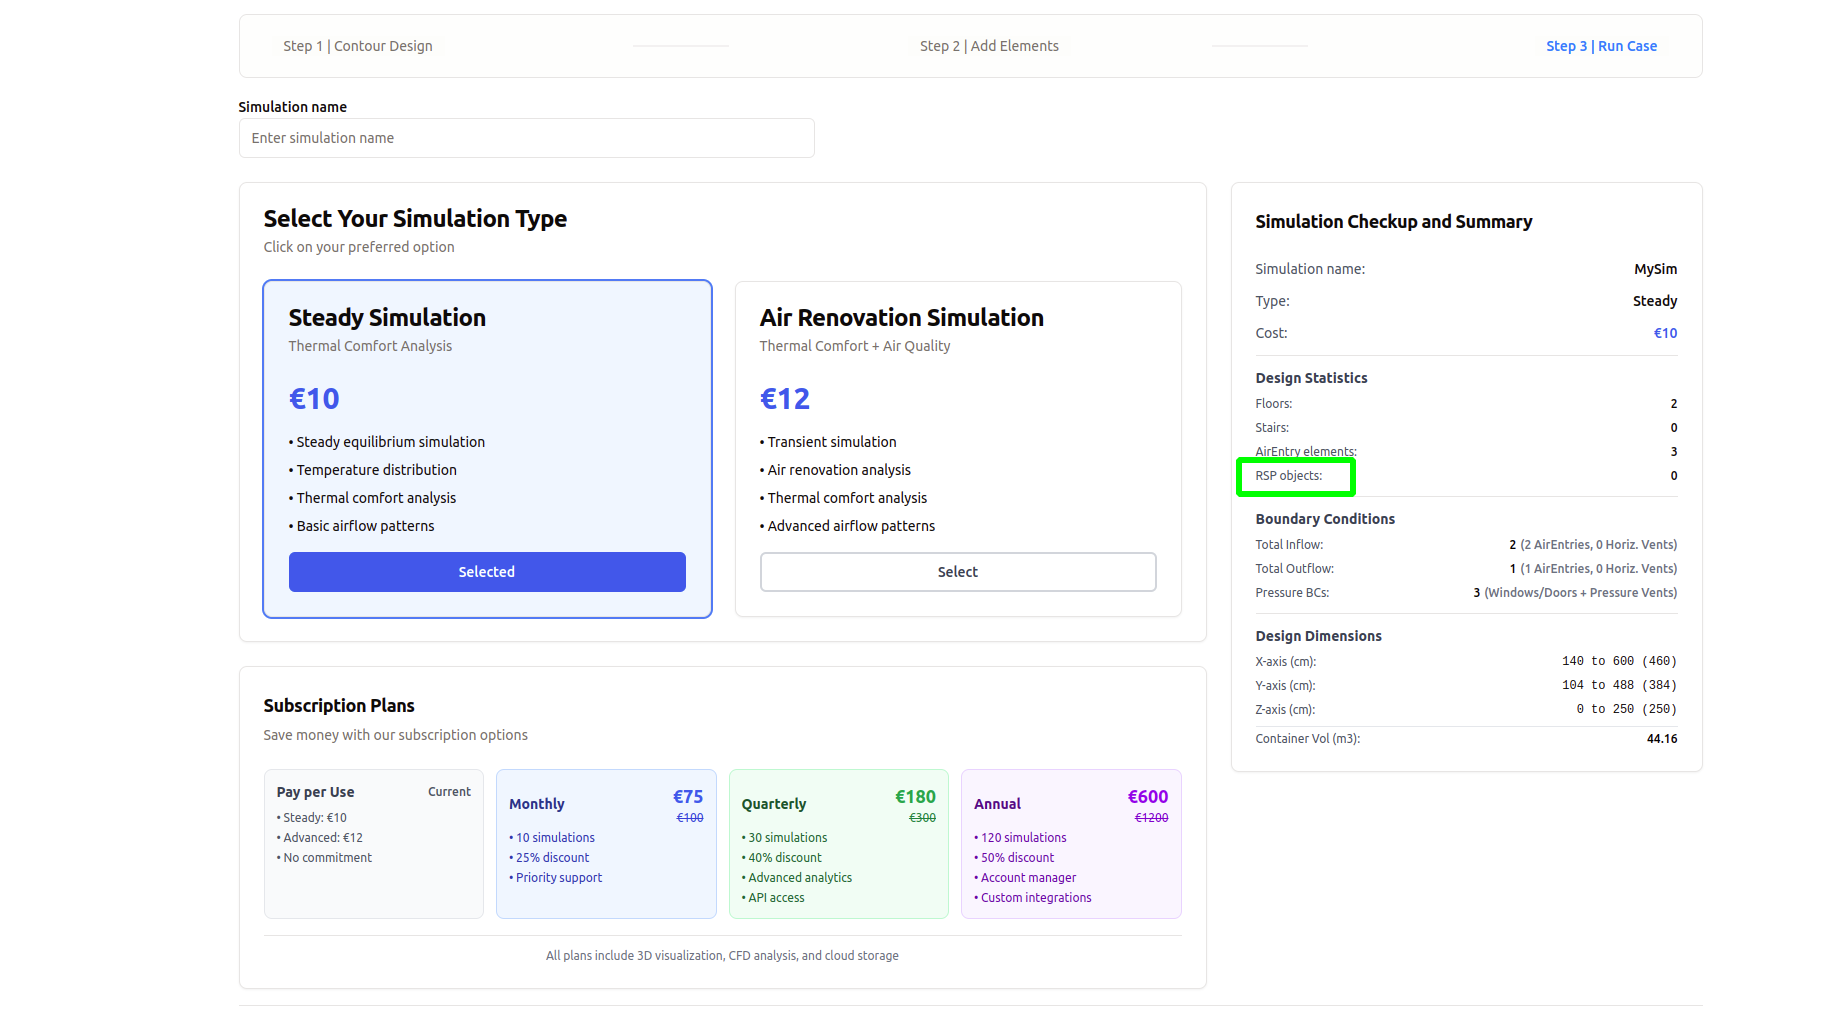 Step 1 | Contour Design
Step 2 | Add Elements
Step 3 | Run Case
Simulation name
Enter simulation name
Select Your Simulation Type
Click on your preferred option
Steady Simulation
Thermal Comfort Analysis
€10
• Steady equilibrium simulation
• Temperature distribution
• Thermal comfort analysis
• Basic airflow patterns
Selected
Air Renovation Simulation
Thermal Comfort + Air Quality
€12
• Transient simulation
• Air renovation analysis
• Thermal comfort analysis
• Advanced airflow patterns
Select
Subscription Plans
Save money with our subscription options
Pay per Use Current
• Steady: €10
• Advanced: €12
• No commitment
Monthly €75
€100
• 10 simulations
• 25% discount
• Priority support
Quarterly €180
€300
• 30 simulations
• 40% discount
• Advanced analytics
• API access
Annual €600
€1200
• 120 simulations
• 50% discount
• Account manager
• Custom integrations
All plans include 3D visualization, CFD analysis, and cloud storage
Simulation Checkup and Summary
Simulation name: MySim
Type: Steady
Cost: €10
Design Statistics
Floors: 2
Stairs: 0
AirEntry elements: 3
RSP objects: 0
Boundary Conditions
Total Inflow: 2 (2 AirEntries, 0 Horiz. Vents)
Total Outflow: 1 (1 AirEntries, 0 Horiz. Vents)
Pressure BCs: 3 (Windows/Doors + Pressure Vents)
Design Dimensions
X-axis (cm): 140 to 600 (460)
Y-axis (cm): 104 to 488 (384)
Z-axis (cm): 0 to 250 (250)
Container Vol (m3): 44.16